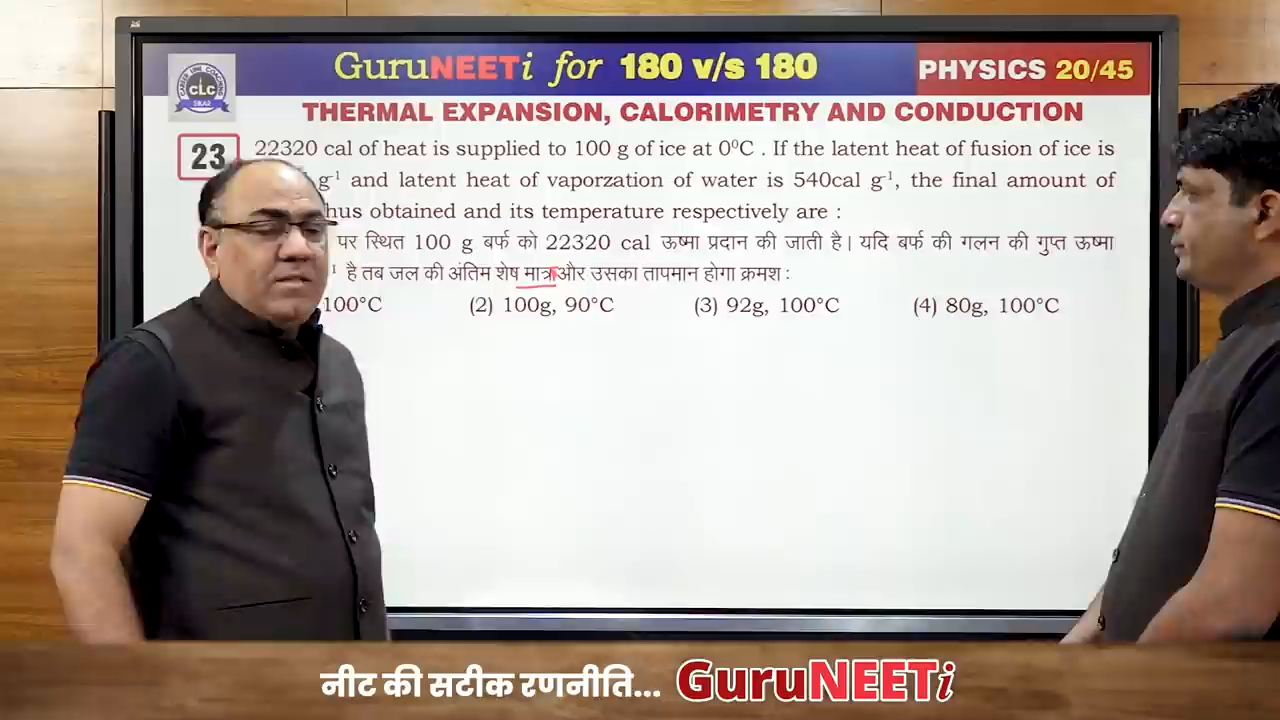 GuruNEETi for 180 v/s 180
PHYSICS 20/45
CLC
SIKAR
THERMAL EXPANSION, CALORIMETRY AND CONDUCTION
23
22320 cal of heat is supplied to 100 g of ice at 0⁰C . If the latent heat of fusion of ice is
g⁻¹ and latent heat of vaporzation of water is 540cal g⁻¹, the final amount of
hus obtained and its temperature respectively are :
पर स्थित 100 g बर्फ को 22320 cal ऊष्मा प्रदान की जाती है। यदि बर्फ की गलन की गुप्त ऊष्मा
है तब जल की अंतिम शेष मात्रा और उसका तापमान होगा क्रमश :
100°C (2) 100g, 90°C (3) 92g, 100°C (4) 80g, 100°C
नीट की सटीक रणनीति... GuruNEETi